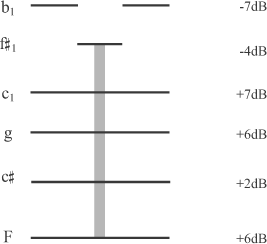 b₁ -7dB
f♯₁ -4dB
c₁ +7dB
g +6dB
c♯ +2dB
F +6dB